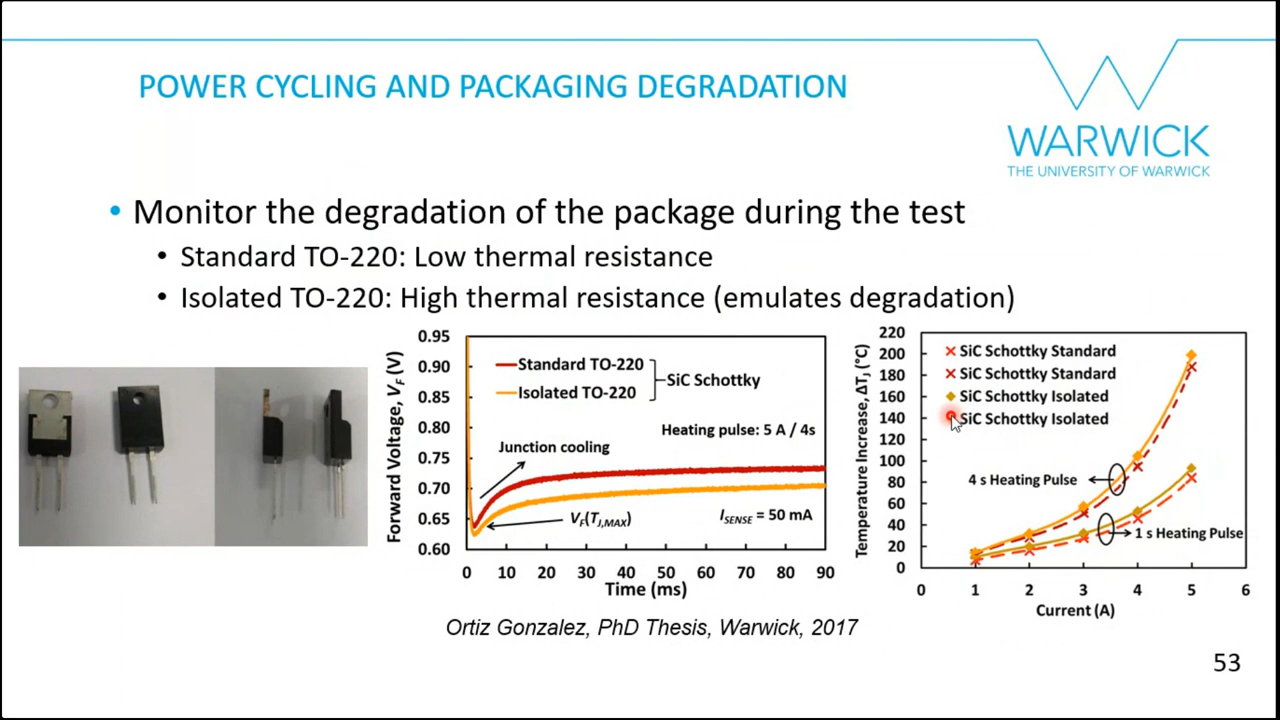 POWER CYCLING AND PACKAGING DEGRADATION
WARWICK
THE UNIVERSITY OF WARWICK
• Monitor the degradation of the package during the test
• Standard TO-220: Low thermal resistance
• Isolated TO-220: High thermal resistance (emulates degradation)
Forward Voltage, VF (V)
0.95
0.90
0.85
0.80
0.75
0.70
0.65
0.60
Standard TO-220
Isolated TO-220
SiC Schottky
Heating pulse: 5 A / 4s
Junction cooling
VF(TJ,MAX)
ISENSE = 50 mA
0 10 20 30 40 50 60 70 80 90
Time (ms)
Temperature Increase, ΔTJ (°C)
220
200
180
160
140
120
100
80
60
40
20
0
SiC Schottky Standard
SiC Schottky Standard
SiC Schottky Isolated
SiC Schottky Isolated
4 s Heating Pulse
1 s Heating Pulse
0 1 2 3 4 5 6
Current (A)
Ortiz Gonzalez, PhD Thesis, Warwick, 2017
53